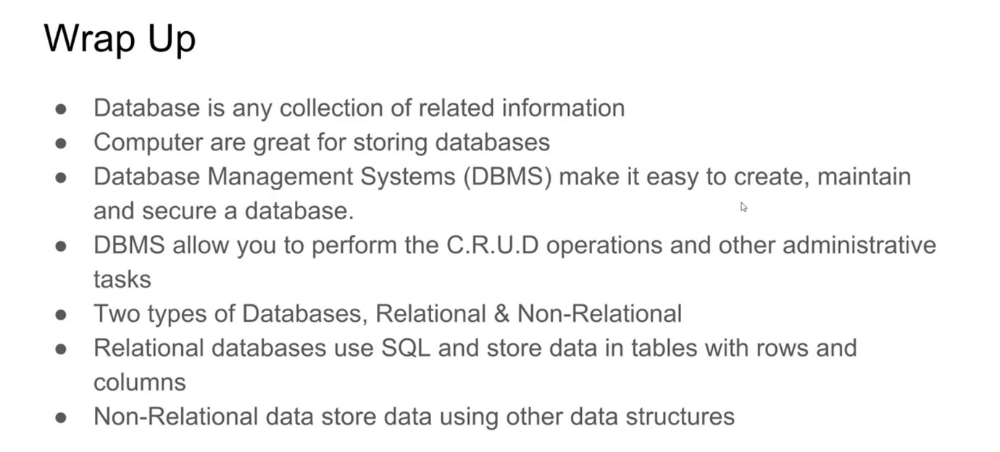 Wrap Up
● Database is any collection of related information
● Computer are great for storing databases
● Database Management Systems (DBMS) make it easy to create, maintain
and secure a database.
● DBMS allow you to perform the C.R.U.D operations and other administrative
tasks
● Two types of Databases, Relational & Non-Relational
● Relational databases use SQL and store data in tables with rows and
columns
● Non-Relational data store data using other data structures